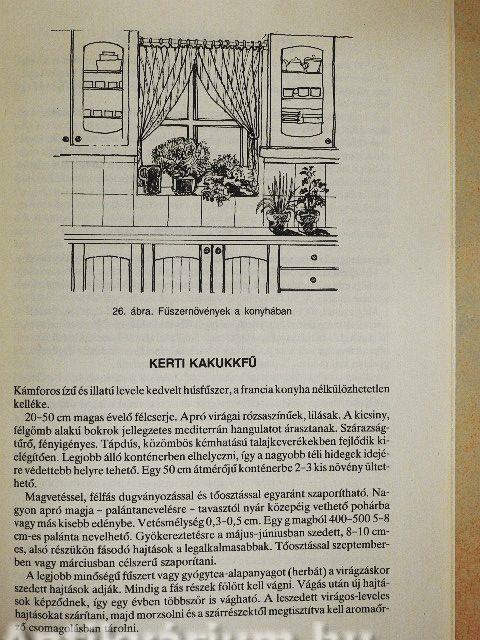 26. ábra. Fűszernövények a konyhában
KERTI KAKUKKFŰ
Kámforos ízű és illatú levele kedvelt húsfűszer, a francia konyha nélkülözhetetlen
kelléke.
20–50 cm magas évelő félcserje. Apró virágai rózsaszínűek, lilásak. A kicsiny,
félgömb alakú bokrok jellegzetes mediterrán hangulatot árasztanak. Szárazság-
tűrő, fényigényes. Tápdús, közömbös kémhatású talajkeverékekben fejlődik ki-
elégítően. Legjobb álló konténerben elhelyezni, így a nagyobb téli hidegek idejé-
re védettebb helyre tehető. Egy 50 cm átmérőjű konténerbe 2–3 kis növény ültet-
hető.
Magvetéssel, félfás dugványozással és tőosztással egyaránt szaporítható. Na-
gyon apró magja – palántanevelésre – tavasztól nyár közepéig vethető pohárba
vagy más kisebb edénybe. Vetésmélység 0,3–0,5 cm. Egy g magból 400–500 5–8
cm-es palánta nevelhető. Gyökereztetésre a május-júniusban szedett, 8–10 cm-
es, alsó részükön fásodó hajtások a legalkalmasabbak. Tőosztással szeptember-
ben vagy márciusban célszerű szaporítani.
A legjobb minőségű fűszert vagy gyógytea-alapanyagot (herbát) a virágzáskor
szedett hajtások adják. Mindig a fás részek fölött kell vágni. Vágás után új hajtá-
sok képződnek, így egy évben többször is vágható. A leszedett virágos-leveles
hajtásokat szárítani, majd morzsolni és a szárrészektől megtisztítva kell aromaőr-
ző csomagolásban tárolni.